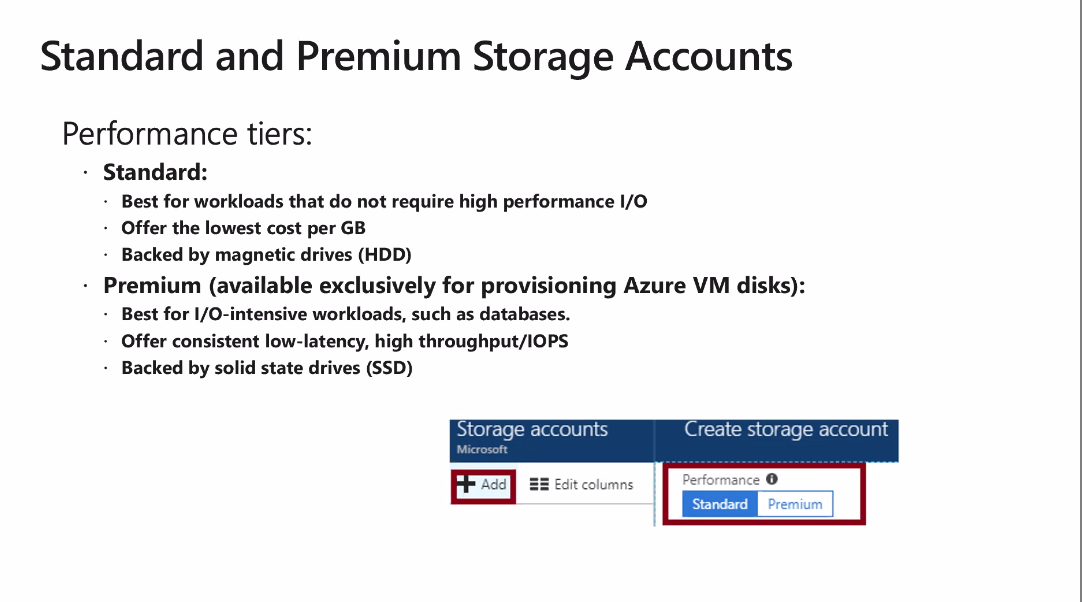 Standard and Premium Storage Accounts
Performance tiers:
· Standard:
· Best for workloads that do not require high performance I/O
· Offer the lowest cost per GB
· Backed by magnetic drives (HDD)
· Premium (available exclusively for provisioning Azure VM disks):
· Best for I/O-intensive workloads, such as databases.
· Offer consistent low-latency, high throughput/IOPS
· Backed by solid state drives (SSD)
Storage accounts
Microsoft
Add
Edit columns
Create storage account
Performance
Standard
Premium